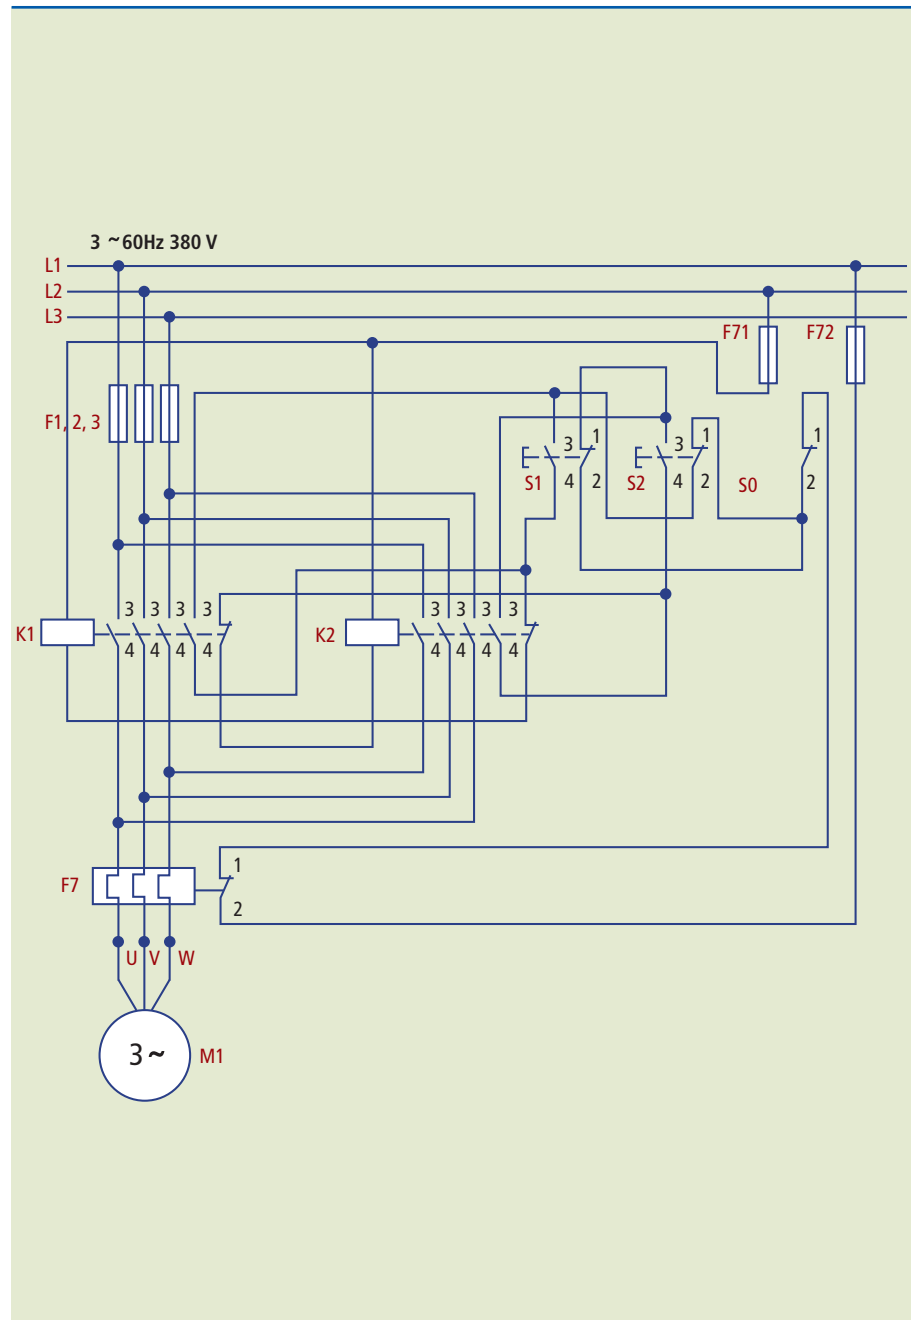 3 ~60Hz 380 V
L1
L2
L3
F71
F72
F1, 2, 3
3 1 3 1 1
S1 4 2 S2 4 2 S0 2
3 3 3 3 3 3 3 3 3
K1 K2
4 4 4 4 4 4 4 4
F7 1
2
U V W
3~ M1